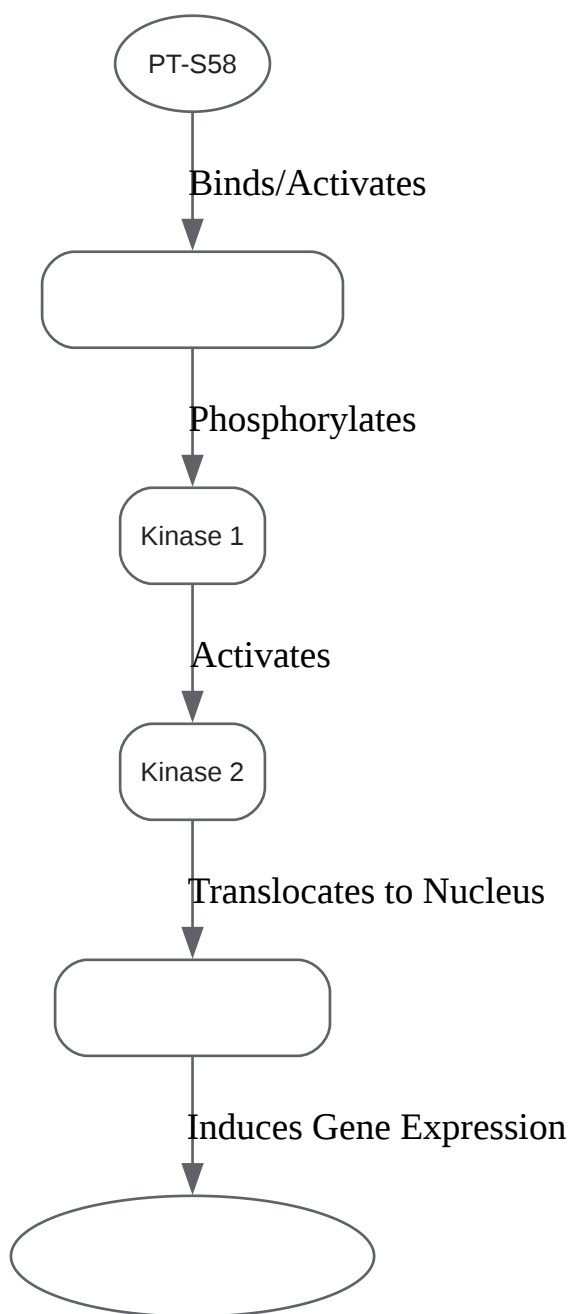 PT-S58
Binds/Activates
Phosphorylates
Kinase 1
Activates
Kinase 2
Translocates to Nucleus
Induces Gene Expression